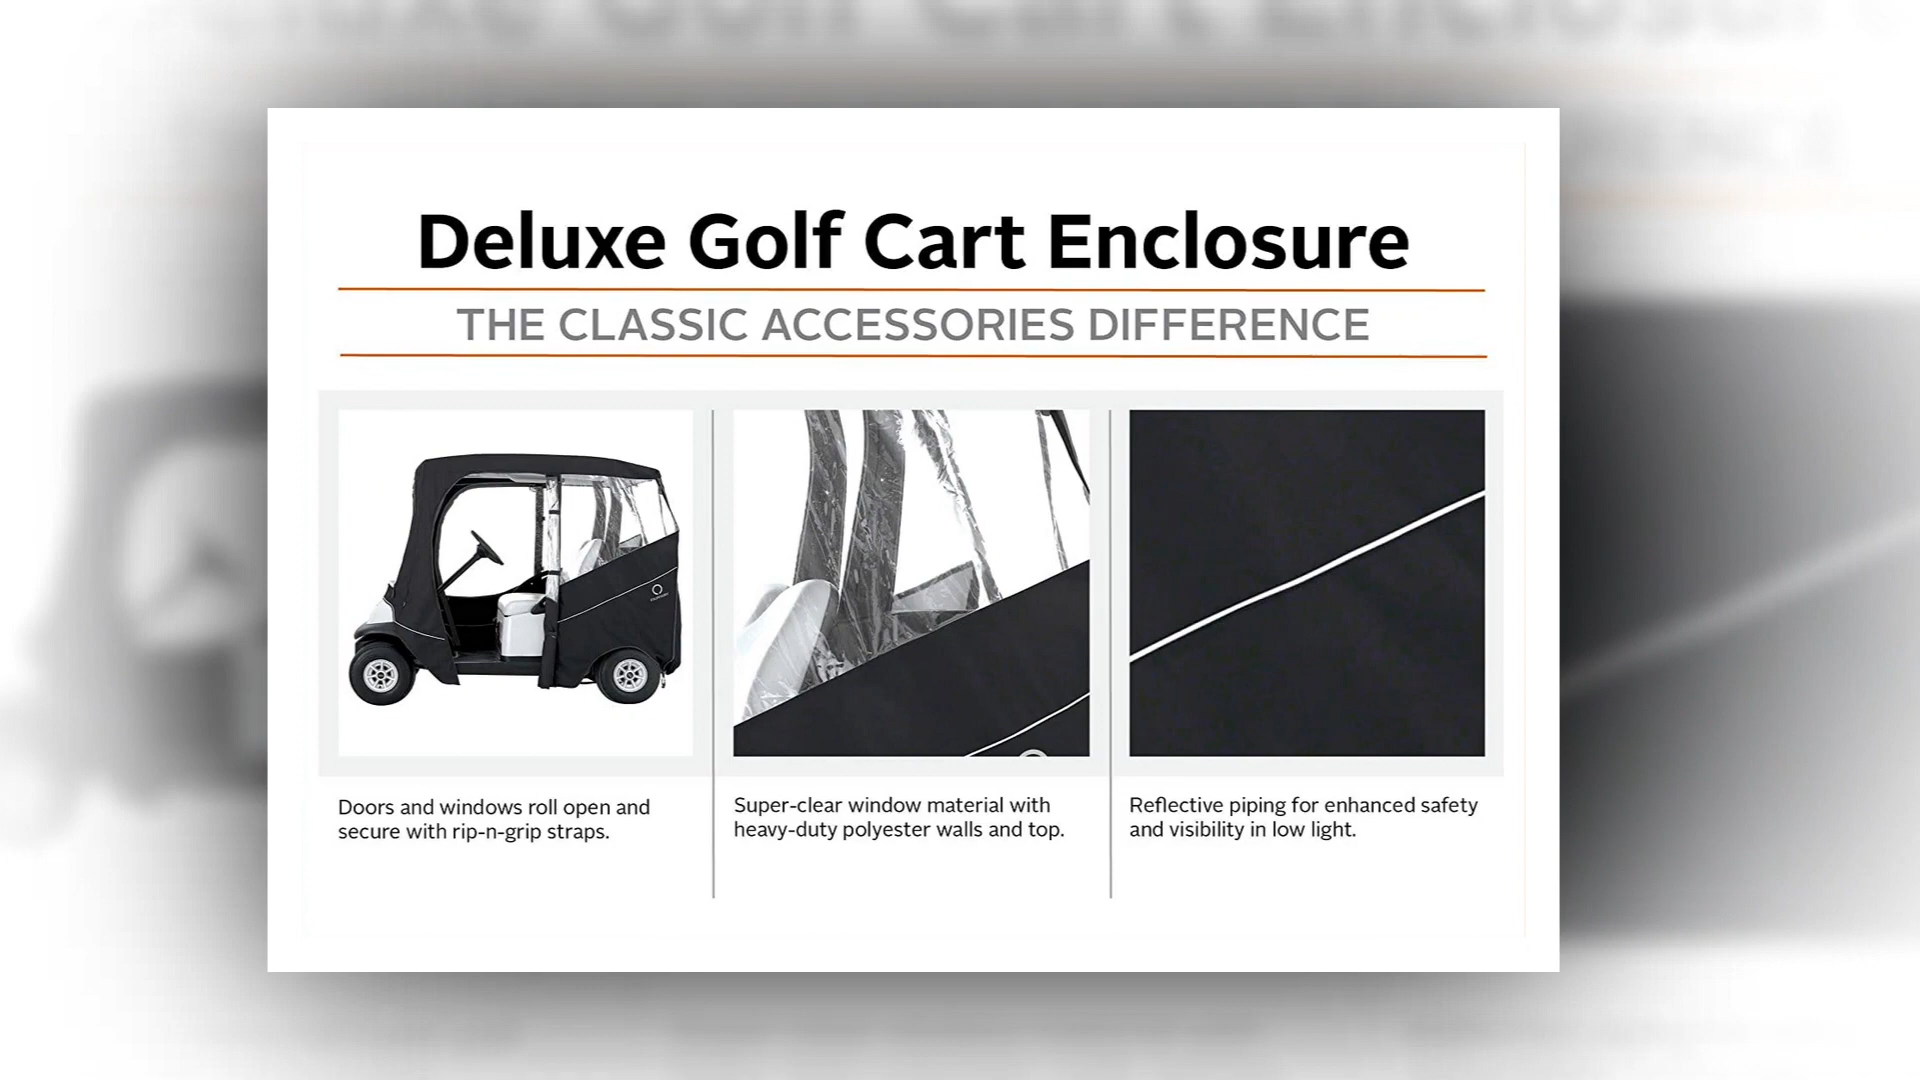 Deluxe Golf Cart Enclosure
THE CLASSIC ACCESSORIES DIFFERENCE
Doors and windows roll open and
secure with rip-n-grip straps.
Super-clear window material with
heavy-duty polyester walls and top.
Reflective piping for enhanced safety
and visibility in low light.